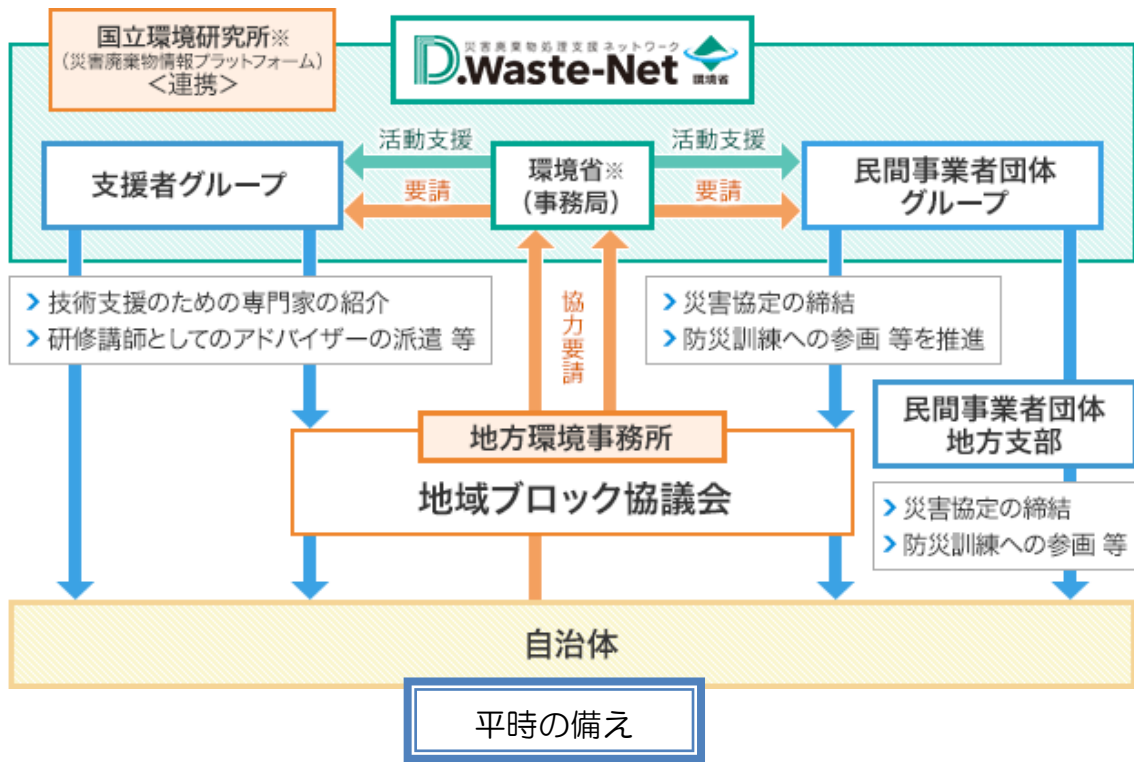 国立環境研究所※
（災害廃棄物情報プラットフォーム）
＜連携＞
災害廃棄物処理支援ネットワーク
D.Waste-Net
環境省
活動支援
活動支援
支援者グループ
環境省※
（事務局）
民間事業者団体
グループ
要請
要請
技術支援のための専門家の紹介
研修講師としてのアドバイザーの派遣 等
協力要請
災害協定の締結
防災訓練への参画 等を推進
民間事業者団体
地方支部
地方環境事務所
地域ブロック協議会
災害協定の締結
防災訓練への参画 等
自治体
平時の備え